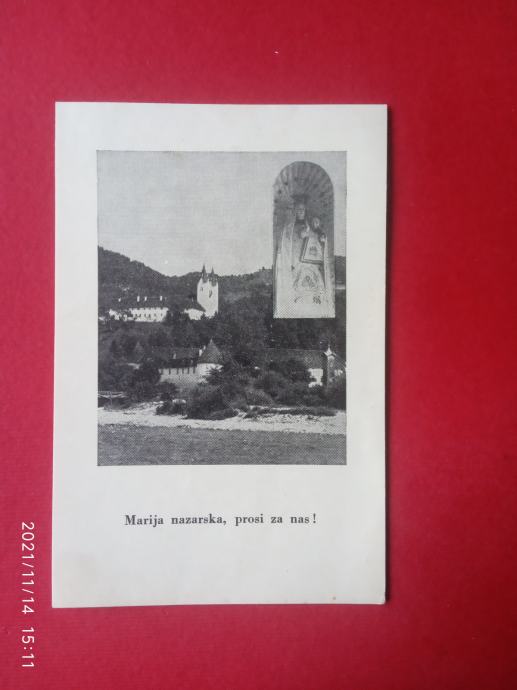 Marija nazarska, prosi za nas!
2021/11/14 15:11